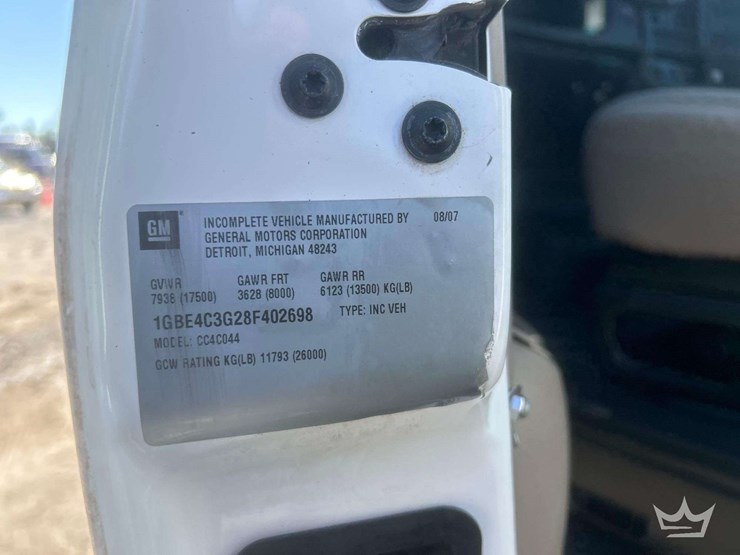 GM
INCOMPLETE VEHICLE MANUFACTURED BY 08/07
GENERAL MOTORS CORPORATION
DETROIT, MICHIGAN 48243
GVWR GAWR FRT GAWR RR
7938 (17500) 3628 (8000) 6123 (13500) KG(LB)
1GBE4C3G28F402698 TYPE: INC VEH
MODEL: CC4C044
GCW RATING KG(LB) 11793 (26000)